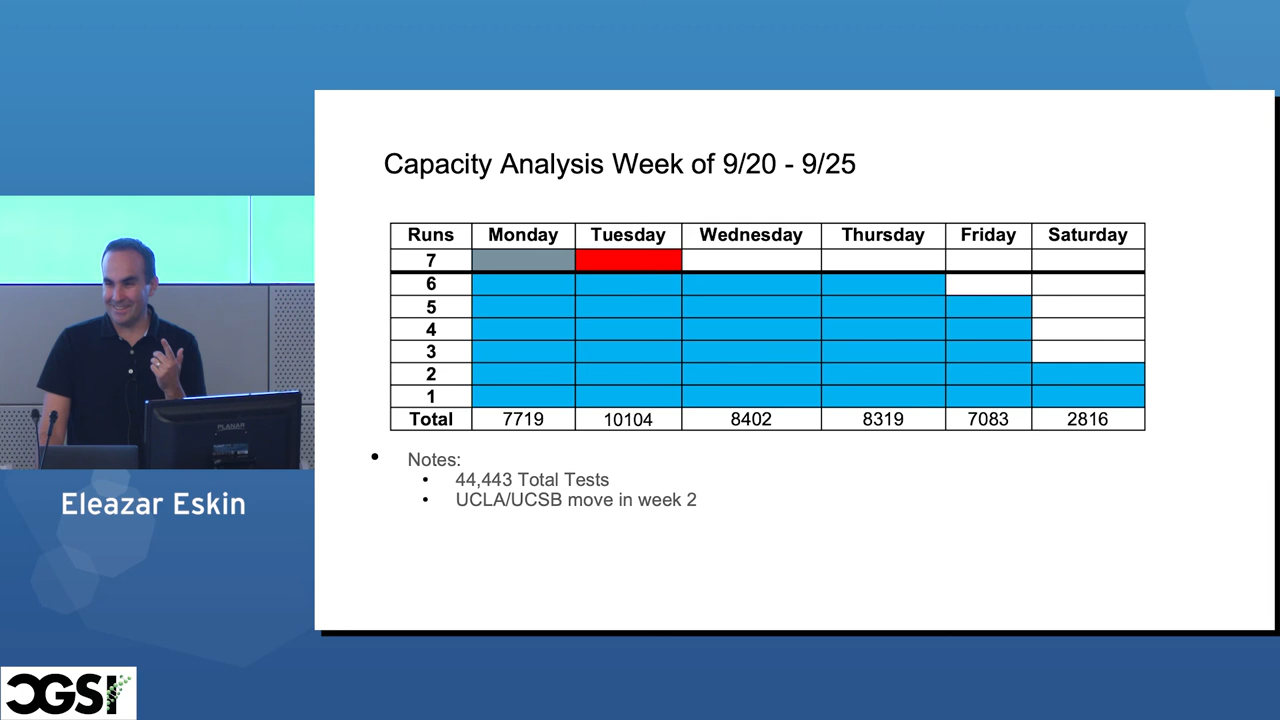 Capacity Analysis Week of 9/20 - 9/25
Runs Monday Tuesday Wednesday Thursday Friday Saturday
7
6
5
4
3
2
1
Total 7719 10104 8402 8319 7083 2816
Notes:
44,443 Total Tests
UCLA/UCSB move in week 2
PLANAR
Eleazar Eskin
CGSI